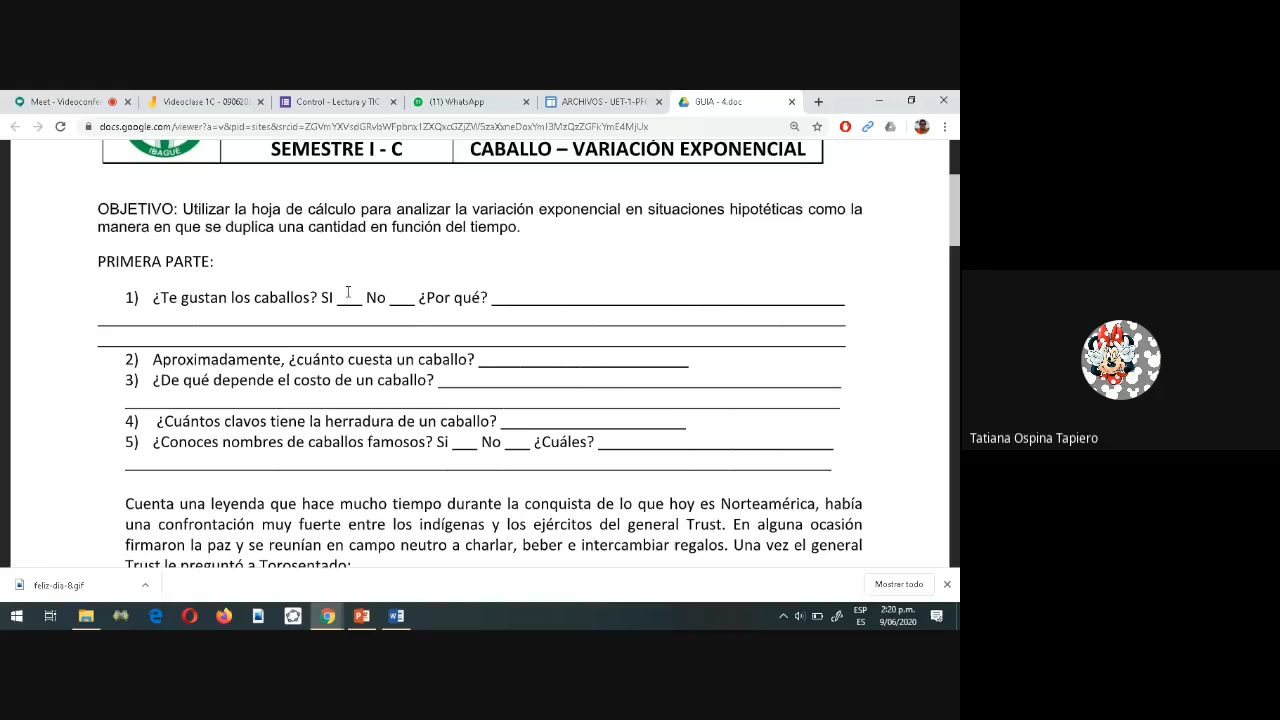 Meet - Videoconfe
Videoclase 1C - 090620
Control - Lectura y TIC
(11) WhatsApp
ARCHIVOS - UET-1-PF
GUIA - 4.doc
IBAGUE
SEMESTRE I - C
CABALLO – VARIACIÓN EXPONENCIAL
OBJETIVO: Utilizar la hoja de cálculo para analizar la variación exponencial en situaciones hipotéticas como la
manera en que se duplica una cantidad en función del tiempo.
PRIMERA PARTE:
1) ¿Te gustan los caballos? SI ___ No ___ ¿Por qué? ___
2) Aproximadamente, ¿cuánto cuesta un caballo? ___
3) ¿De qué depende el costo de un caballo? ___
4) ¿Cuántos clavos tiene la herradura de un caballo? ___
5) ¿Conoces nombres de caballos famosos? Si ___ No ___ ¿Cuáles? ___
Cuenta una leyenda que hace mucho tiempo durante la conquista de lo que hoy es Norteamérica, había
una confrontación muy fuerte entre los indígenas y los ejércitos del general Trust. En alguna ocasión
firmaron la paz y se reunían en campo neutro a charlar, beber e intercambiar regalos. Una vez el general
Trust le preguntó a Torosentado:
Tatiana Ospina Tapiero
feliz-dia-8.gif
Mostrar todo
ESP
ES
2:20 p.m.
9/06/2020